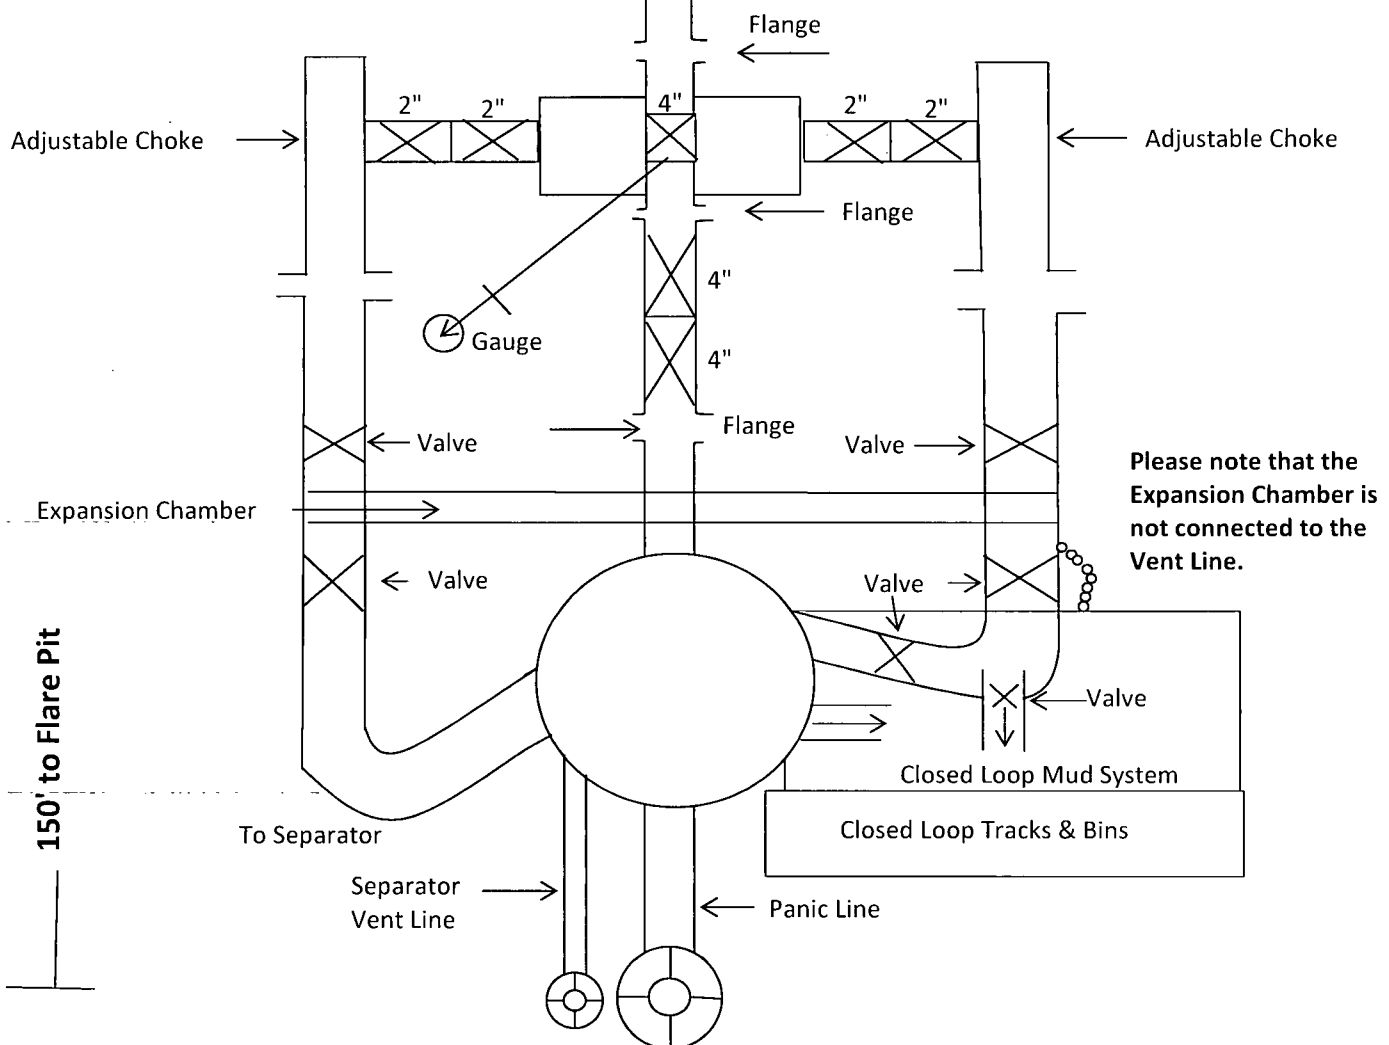 Flange
2"
2"
4"
2"
2"
Adjustable Choke
Adjustable Choke
Flange
4"
Gauge
4"
Flange
Valve
Valve
Please note that the
Expansion Chamber is
not connected to the
Vent Line.
Expansion Chamber
Valve
Valve
150' to Flare Pit
Valve
Closed Loop Mud System
To Separator
Closed Loop Tracks & Bins
Separator
Vent Line
Panic Line